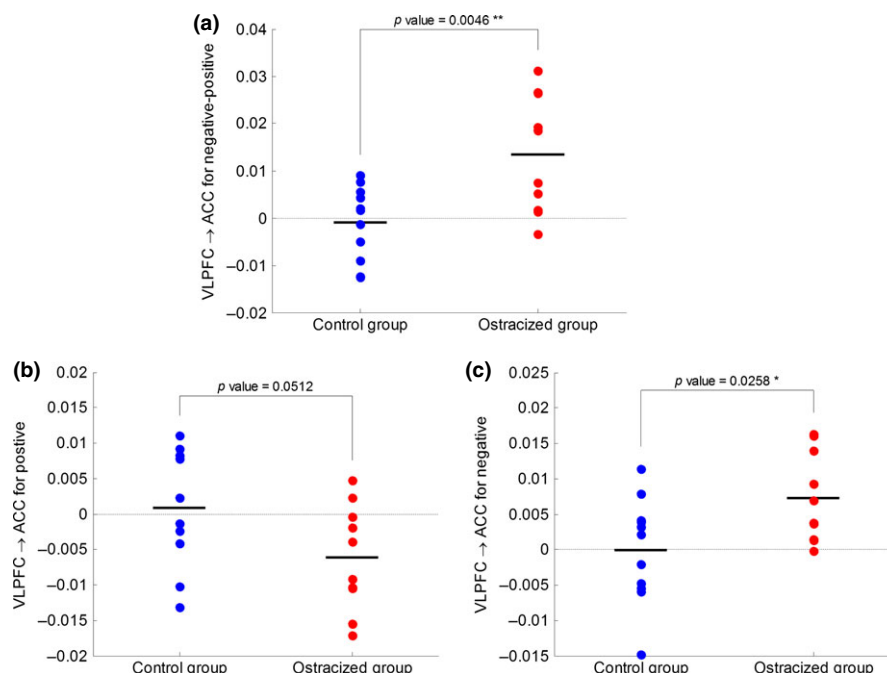 (a)
p value = 0.0046 **
VLPFC → ACC for negative-positive
0.04
0.03
0.02
0.01
0
–0.01
–0.02
Control group
Ostracized group
(b)
p value = 0.0512
VLPFC → ACC for postive
0.02
0.015
0.01
0.005
0
–0.005
–0.01
–0.015
–0.02
Control group
Ostracized group
(c)
p value = 0.0258 *
VLPFC → ACC for negative
0.025
0.02
0.015
0.01
0.005
0
–0.005
–0.01
–0.015
Control group
Ostracized group